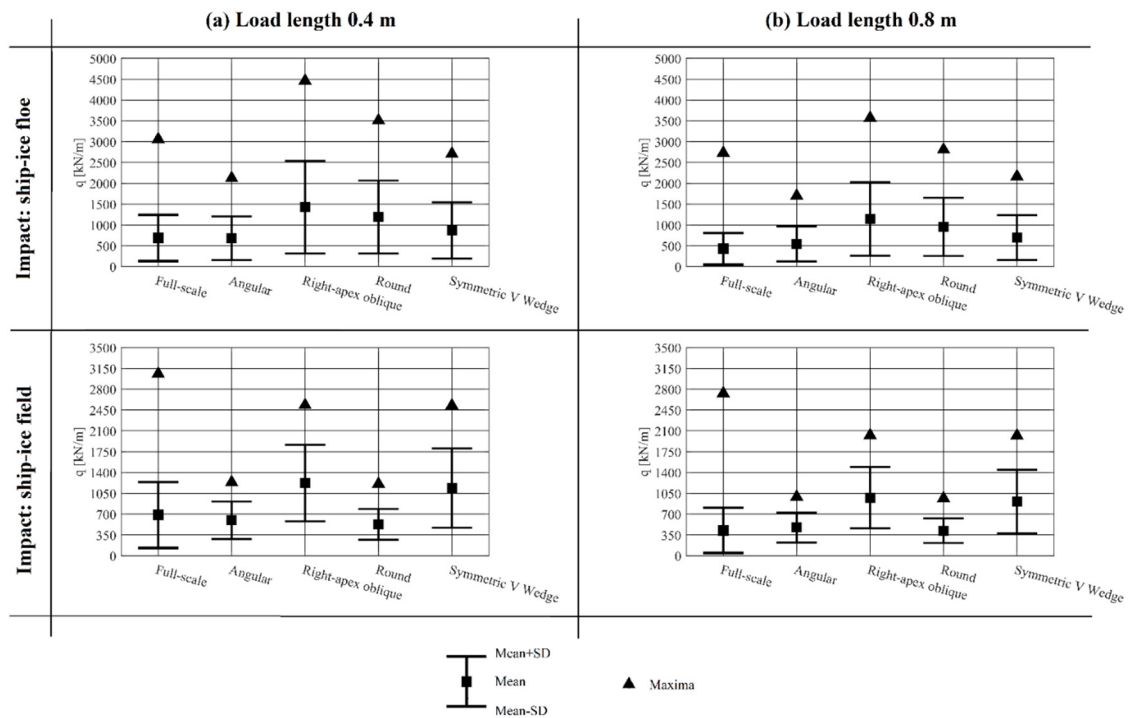 (a) Load length 0.4 m
(b) Load length 0.8 m
Impact: ship-ice floe
q [kN/m]
5000
4500
4000
3500
3000
2500
2000
1500
1000
500
0
Full-scale
Angular
Right-apex oblique
Round
Symmetric V Wedge
q [kN/m]
5000
4500
4000
3500
3000
2500
2000
1500
1000
500
0
Full-scale
Angular
Right-apex oblique
Round
Symmetric V Wedge
Impact: ship-ice field
q [kN/m]
3500
3150
2800
2450
2100
1750
1400
1050
700
350
0
Full-scale
Angular
Right-apex oblique
Round
Symmetric V Wedge
q [kN/m]
3500
3150
2800
2450
2100
1750
1400
1050
700
350
0
Full-scale
Angular
Right-apex oblique
Round
Symmetric V Wedge
Mean+SD
Mean
Mean-SD
Maxima